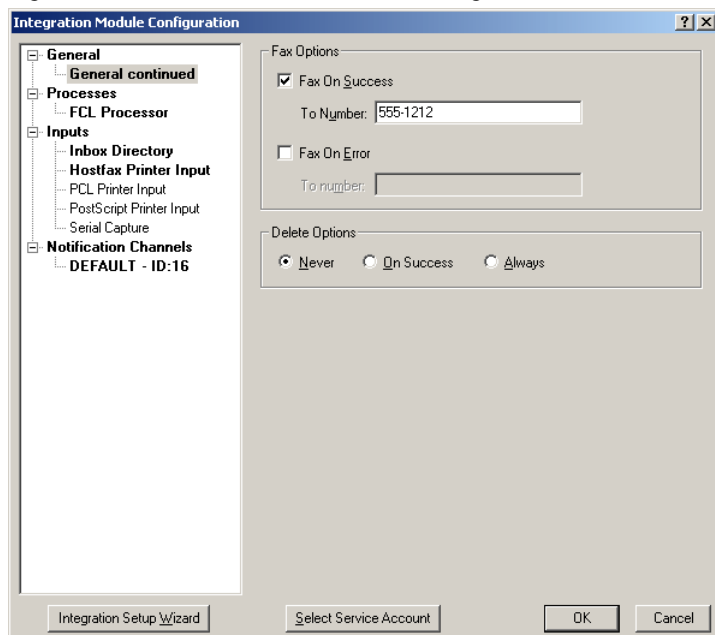 Integration Module Configuration
General
General continued
Processes
FCL Processor
Inputs
Inbox Directory
Hostfax Printer Input
PCL Printer Input
PostScript Printer Input
Serial Capture
Notification Channels
DEFAULT - ID:16
Fax Options
Fax On Success
To Number: 555-1212
Fax On Error
To number:
Delete Options
Never On Success Always
Integration Setup Wizard Select Service Account OK Cancel